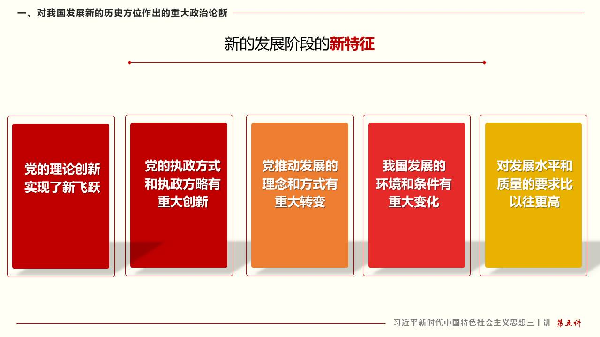 一、对我国发展新的历史方位作出的重大政治论断
新的发展阶段的新特征
党的理论创新
实现了新飞跃
党的执政方式
和执政方略有
重大创新
党推动发展的
理念和方式有
重大转变
我国发展的
环境和条件有
重大变化
对发展水平和
质量的要求比
以往更高
习近平新时代中国特色社会主义思想三十讲 第五讲